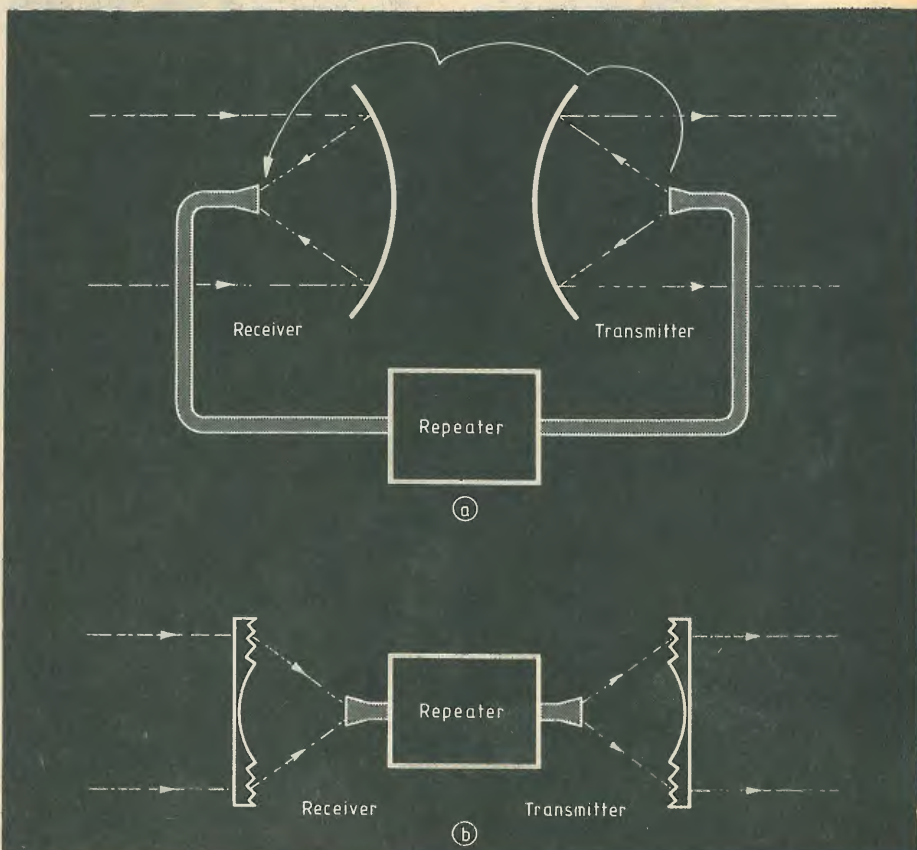 Receiver
Transmitter
Repeater
a
Repeater
Receiver
Transmitter
b